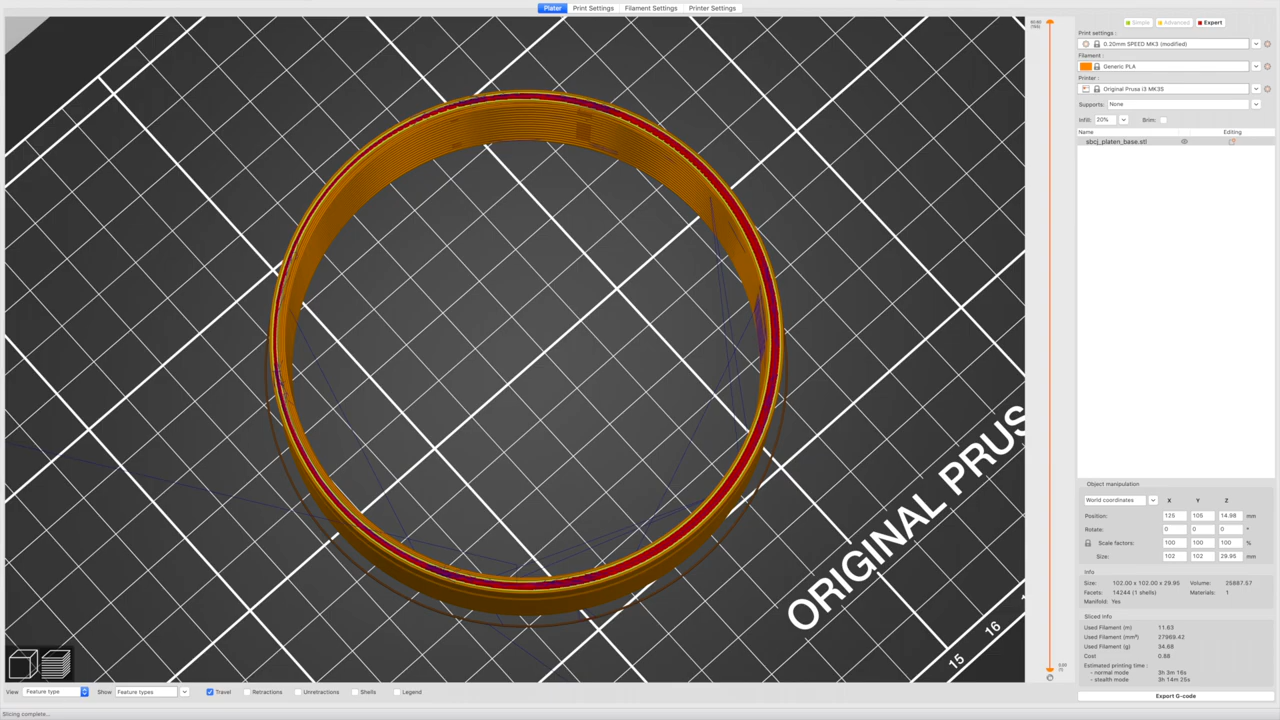 Plater Print Settings Filament Settings Printer Settings
Simple Advanced Expert
Print settings :
0.20mm SPEED MK3 (modified)
Filament :
Generic PLA
Printer :
Original Prusa i3 MK3S
Supports: None
Infill: 20% Brim:
Name Editing
sbcj_platen_base.stl
ORIGINAL PRUS
16
15
Object manipulation
World coordinates X Y Z
Position: 125 105 14.98 mm
Rotate: 0 0 0 °
Scale factors: 100 100 100 %
Size: 102 102 29.95 mm
Info
Size: 102.00 x 102.00 x 29.95 Volume: 25887.57
Facets: 14244 (1 shells) Materials: 1
Manifold: Yes
Sliced Info
Used Filament (m) 11.63
Used Filament (mm³) 27969.42
Used Filament (g) 34.68
Cost 0.88
Estimated printing time :
- normal mode 3h 3m 16s
- stealth mode 3h 14m 25s
Export G-code
View Feature type Show Feature types Travel Retractions Unretractions Shells Legend
Slicing complete...